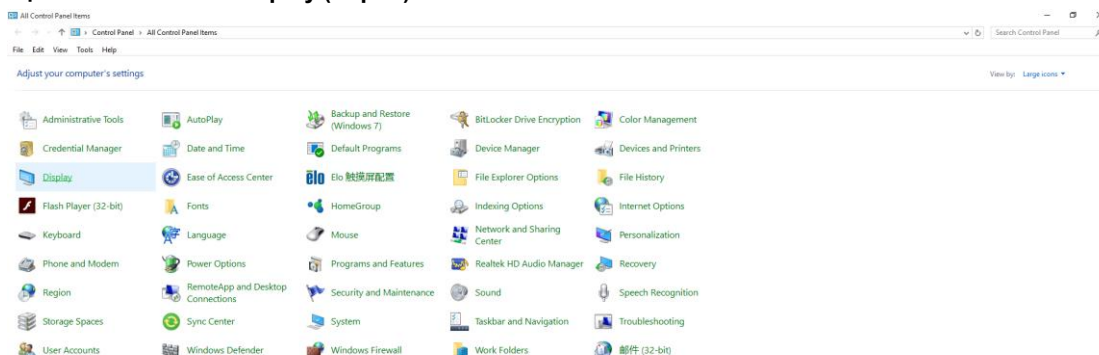 All Control Panel Items
Control Panel › All Control Panel Items
Search Control Panel
File Edit View Tools Help
Adjust your computer's settings
View by: Large icons
Administrative Tools
AutoPlay
Backup and Restore
(Windows 7)
BitLocker Drive Encryption
Color Management
Credential Manager
Date and Time
Default Programs
Device Manager
Devices and Printers
Display
Ease of Access Center
elo
Elo 触摸屏配置
File Explorer Options
File History
Flash Player (32-bit)
Fonts
HomeGroup
Indexing Options
Internet Options
Keyboard
Language
Mouse
Network and Sharing
Center
Personalization
Phone and Modem
Power Options
Programs and Features
Realtek HD Audio Manager
Recovery
Region
RemoteApp and Desktop
Connections
Security and Maintenance
Sound
Speech Recognition
Storage Spaces
Sync Center
System
Taskbar and Navigation
Troubleshooting
User Accounts
Windows Defender
Windows Firewall
Work Folders
邮件 (32-bit)